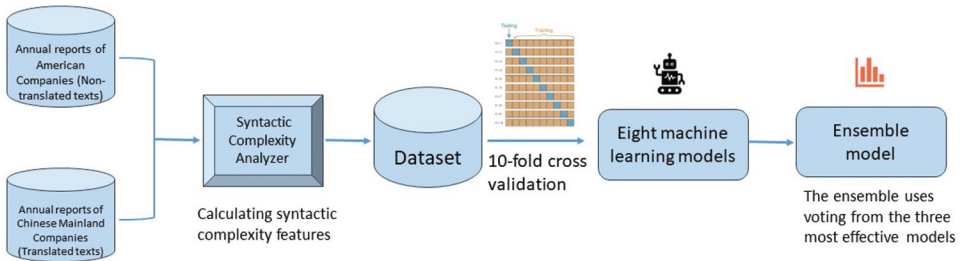 Annual reports of
American
Companies (Non-
translated texts)
Annual reports of
Chinese Mainland
Companies
(Translated texts)
Syntactic
Complexity
Analyzer
Calculating syntactic
complexity features
Dataset
Testing
Training
10-fold cross
validation
Eight machine
learning models
Ensemble
model
The ensemble uses
voting from the three
most effective models